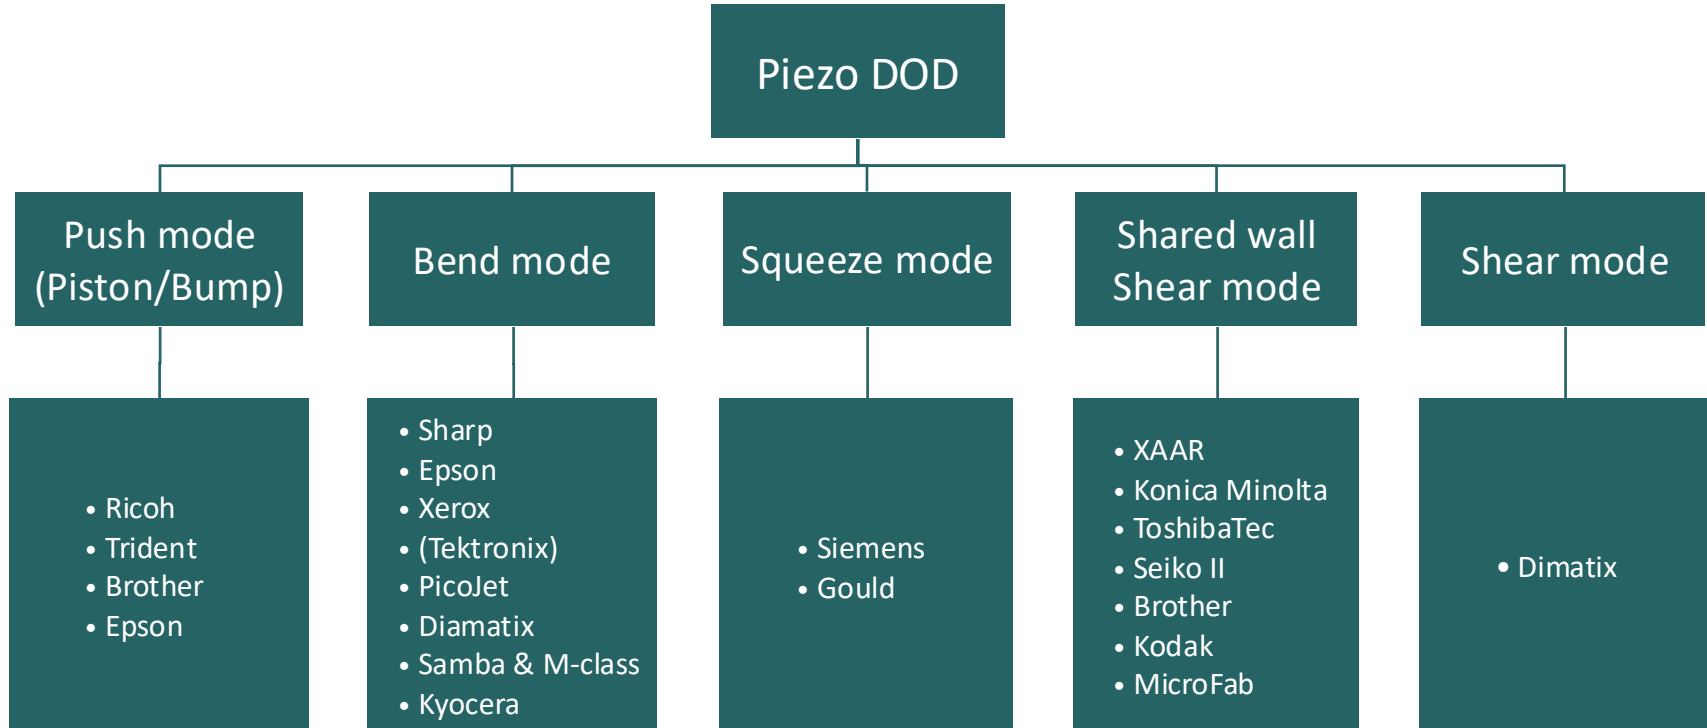 Piezo DOD
Push mode
(Piston/Bump)
Bend mode
Squeeze mode
Shared wall
Shear mode
Shear mode
• Ricoh
• Trident
• Brother
• Epson
• Sharp
• Epson
• Xerox
• (Tektronix)
• PicoJet
• Diamatix
• Samba & M-class
• Kyocera
• Siemens
• Gould
• XAAR
• Konica Minolta
• ToshibaTec
• Seiko II
• Brother
• Kodak
• MicroFab
• Dimatix